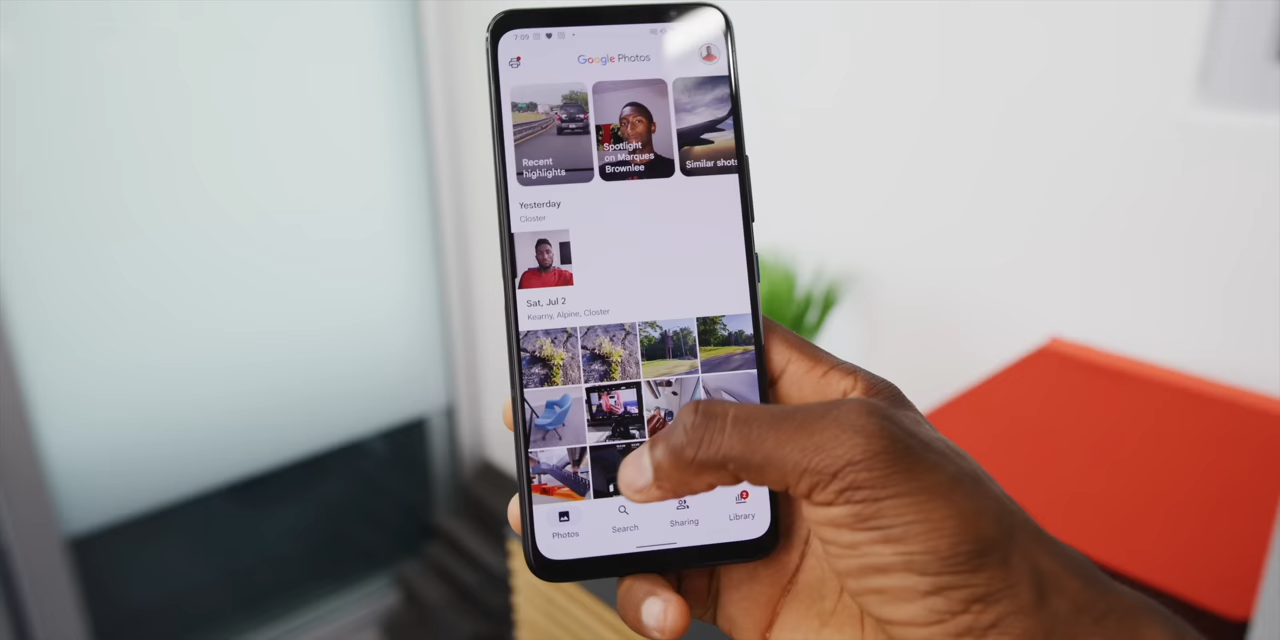 7:09
Google Photos
Recent
highlights
Spotlight
on Marques
Brownlee
Similar shots
Yesterday
Closter
Sat, Jul 2
Kearny, Alpine, Closter
Photos
Search
Sharing
Library
2